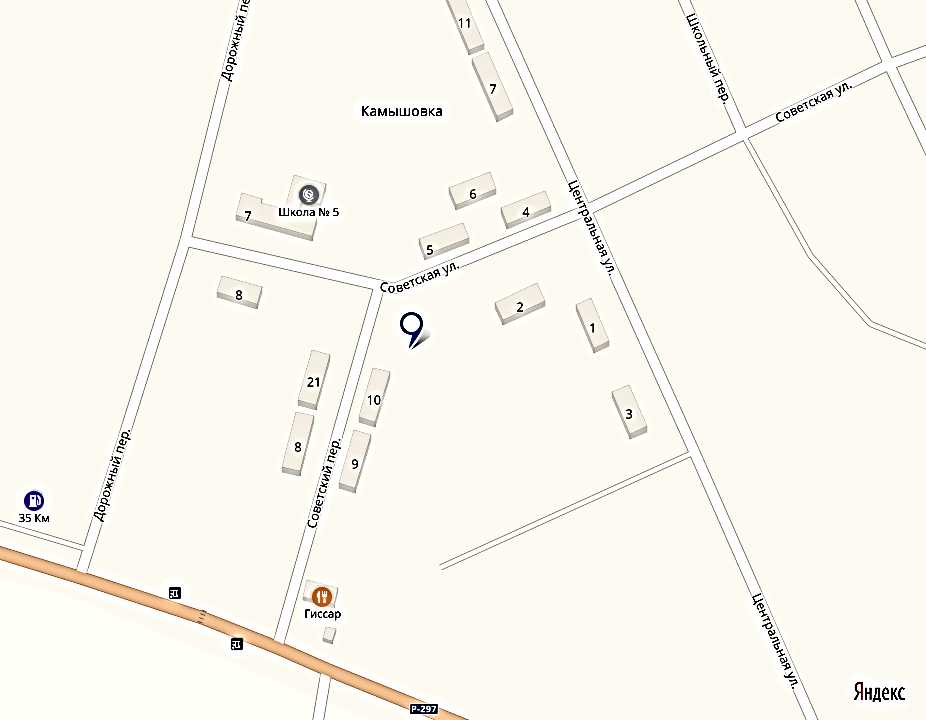 Дорожный пе
11
Школьный пер.
7
Советская ул.
Камышовка
6
Школа № 5
7
4
Центральная ул.
5
Советская ул.
8
2
1
21
10
3
8
9
Советский пер.
Дорожный пер.
35 Км
Гиссар
Центральная ул.
Яндекс
Р-297